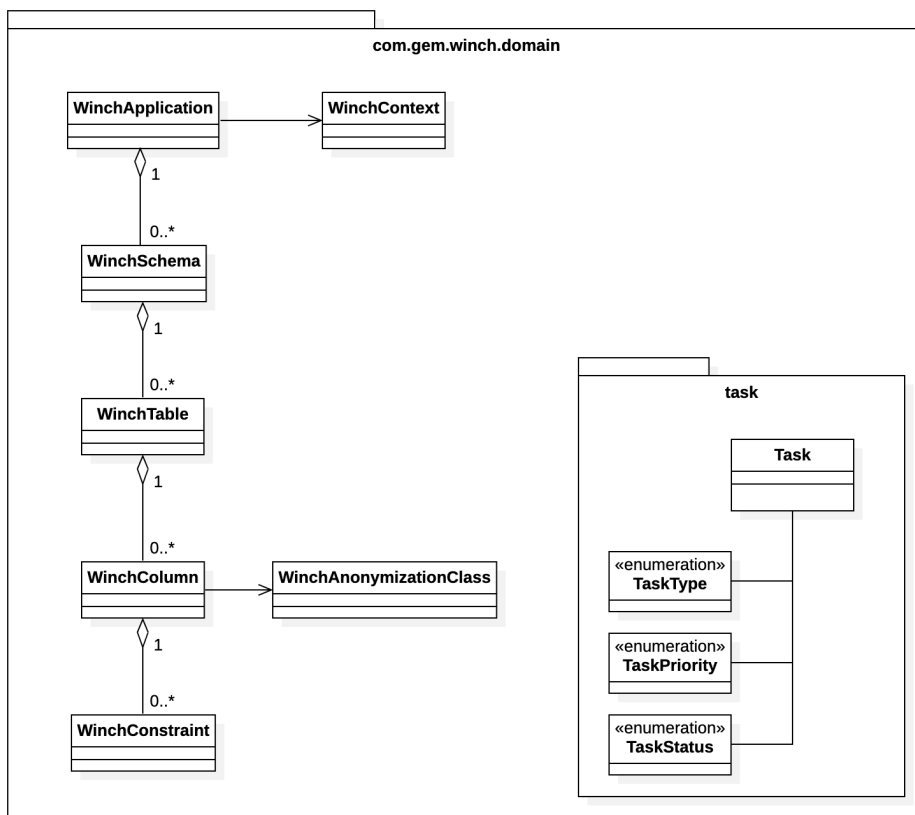 com.gem.winch.domain
WinchApplication
WinchContext
1
0..*
WinchSchema
1
0..*
WinchTable
1
0..*
WinchColumn
WinchAnonymizationClass
1
0..*
WinchConstraint
task
Task
«enumeration»
TaskType
«enumeration»
TaskPriority
«enumeration»
TaskStatus